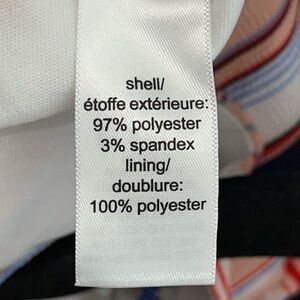 shell/
étoffe extérieure:
97% polyester
3% spandex
lining/
doublure:
100% polyester